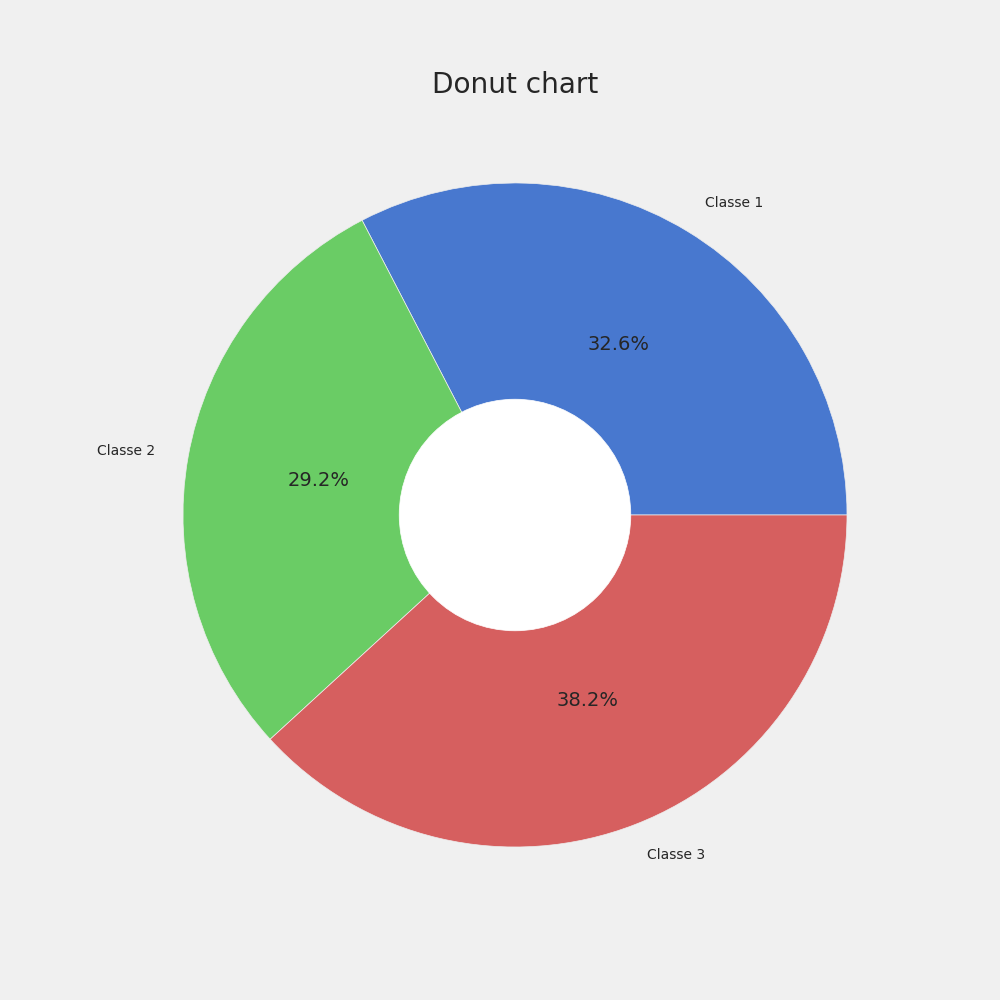 Donut chart
Classe 1
32.6%
Classe 2
29.2%
38.2%
Classe 3